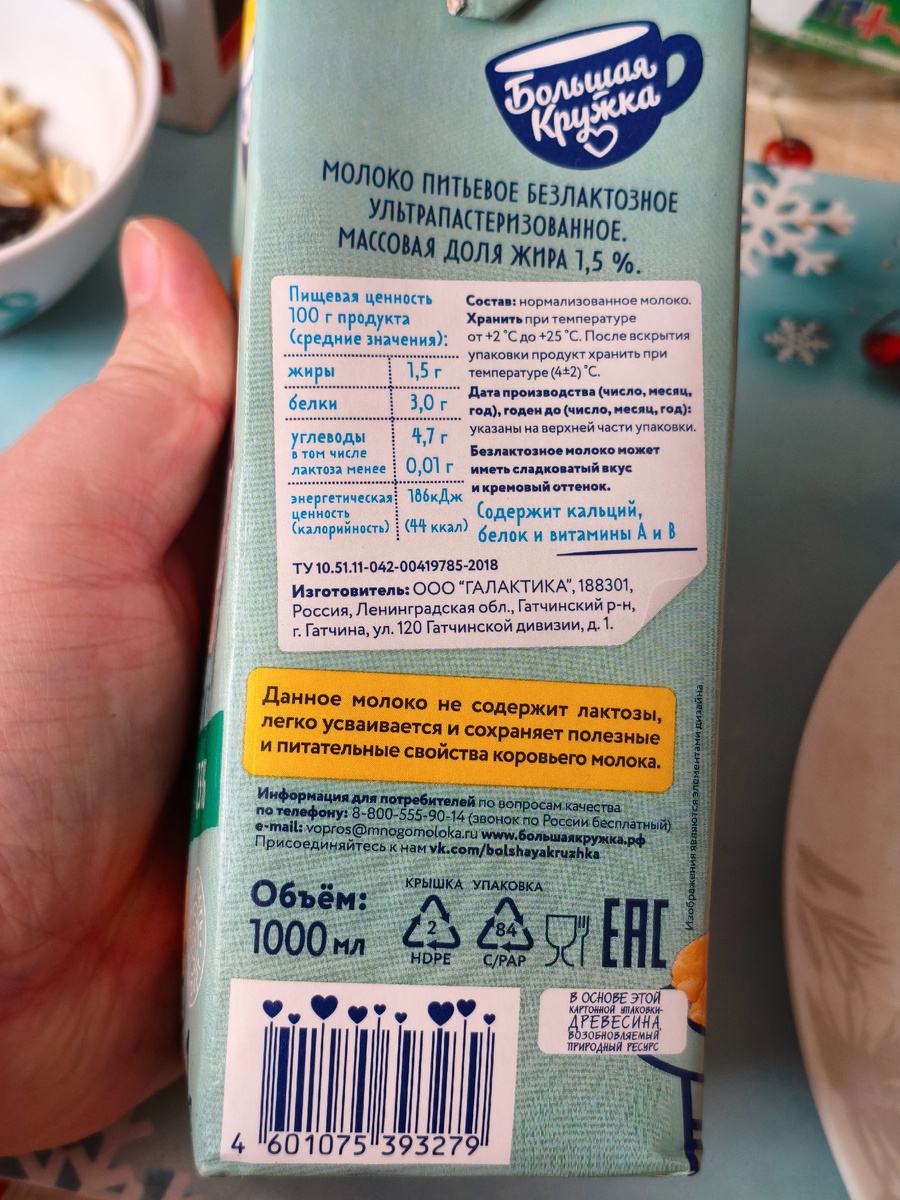 Большая
Кружка
МОЛОКО ПИТЬЕВОЕ БЕЗЛАКТОЗНОЕ
УЛЬТРАПАСТЕРИЗОВАННОЕ.
МАССОВАЯ ДОЛЯ ЖИРА 1,5 %.
Пищевая ценность
100 г продукта
(средние значения):
жиры 1,5 г
белки 3,0 г
углеводы 4,7 г
в том числе
лактоза менее 0,01 г
энергетическая 186кДж
ценность
(калорийность) (44 ккал)
Состав: нормализованное молоко.
Хранить при температуре
от +2 °С до +25 °С. После вскрытия
упаковки продукт хранить при
температуре (4±2) °С.
Дата производства (число, месяц,
год), годен до (число, месяц, год):
указаны на верхней части упаковки.
Безлактозное молоко может
иметь сладковатый вкус
и кремовый оттенок.
Содержит кальций,
белок и витамины А и В
ТУ 10.51.11-042-00419785-2018
Изготовитель: ООО "ГАЛАКТИКА", 188301,
Россия, Ленинградская обл., Гатчинский р-н,
г. Гатчина, ул. 120 Гатчинской дивизии, д. 1.
Данное молоко не содержит лактозы,
легко усваивается и сохраняет полезные
и питательные свойства коровьего молока.
Информация для потребителей по вопросам качества
по телефону: 8-800-555-90-14 (звонок по России бесплатный)
e-mail: vopros@mnogomoloka.ru www.большаякружка.рф
Присоединяйтесь к нам vk.com/bolshayakruzhka
Изображения являются элементами дизайна
Объём:
1000 мл
КРЫШКА УПАКОВКА
2 84
HDPE C/PAP
EAC
В ОСНОВЕ ЭТОЙ
КАРТОННОЙ УПАКОВКИ-
ДРЕВЕСИНА,
ВОЗОБНОВЛЯЕМЫЙ
ПРИРОДНЫЙ РЕСУРС
4 601075 393279